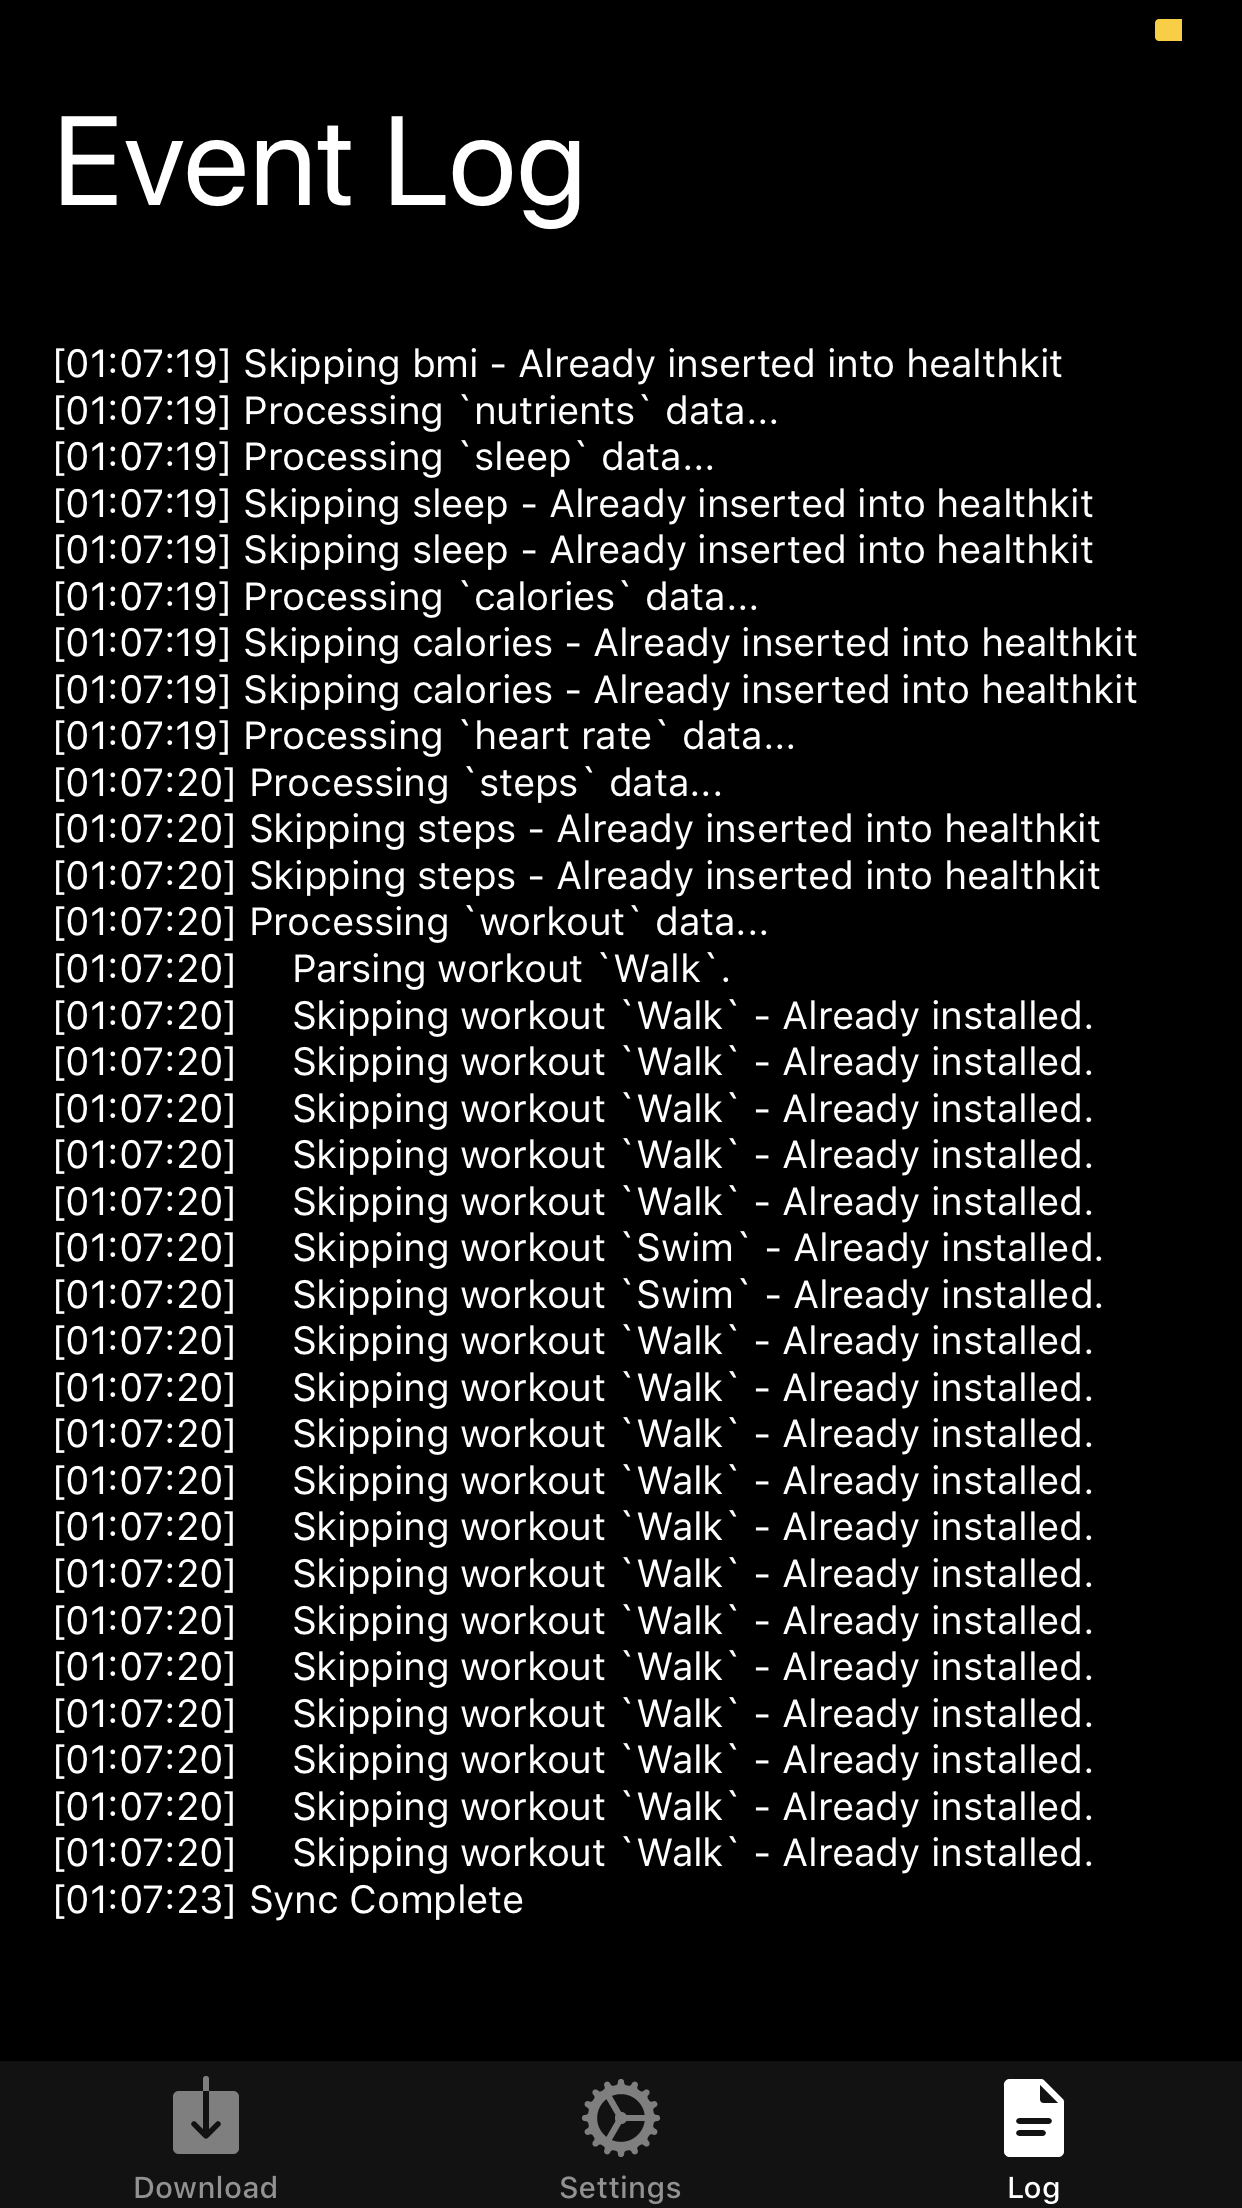 Event Log
[01:07:19] Skipping bmi - Already inserted into healthkit
[01:07:19] Processing `nutrients` data...
[01:07:19] Processing `sleep` data...
[01:07:19] Skipping sleep - Already inserted into healthkit
[01:07:19] Skipping sleep - Already inserted into healthkit
[01:07:19] Processing `calories` data...
[01:07:19] Skipping calories - Already inserted into healthkit
[01:07:19] Skipping calories - Already inserted into healthkit
[01:07:19] Processing `heart rate` data...
[01:07:20] Processing `steps` data...
[01:07:20] Skipping steps - Already inserted into healthkit
[01:07:20] Skipping steps - Already inserted into healthkit
[01:07:20] Processing `workout` data...
[01:07:20] Parsing workout `Walk`.
[01:07:20] Skipping workout `Walk` - Already installed.
[01:07:20] Skipping workout `Walk` - Already installed.
[01:07:20] Skipping workout `Walk` - Already installed.
[01:07:20] Skipping workout `Walk` - Already installed.
[01:07:20] Skipping workout `Walk` - Already installed.
[01:07:20] Skipping workout `Swim` - Already installed.
[01:07:20] Skipping workout `Swim` - Already installed.
[01:07:20] Skipping workout `Walk` - Already installed.
[01:07:20] Skipping workout `Walk` - Already installed.
[01:07:20] Skipping workout `Walk` - Already installed.
[01:07:20] Skipping workout `Walk` - Already installed.
[01:07:20] Skipping workout `Walk` - Already installed.
[01:07:20] Skipping workout `Walk` - Already installed.
[01:07:20] Skipping workout `Walk` - Already installed.
[01:07:20] Skipping workout `Walk` - Already installed.
[01:07:20] Skipping workout `Walk` - Already installed.
[01:07:20] Skipping workout `Walk` - Already installed.
[01:07:20] Skipping workout `Walk` - Already installed.
[01:07:20] Skipping workout `Walk` - Already installed.
[01:07:23] Sync Complete
Download
Settings
Log